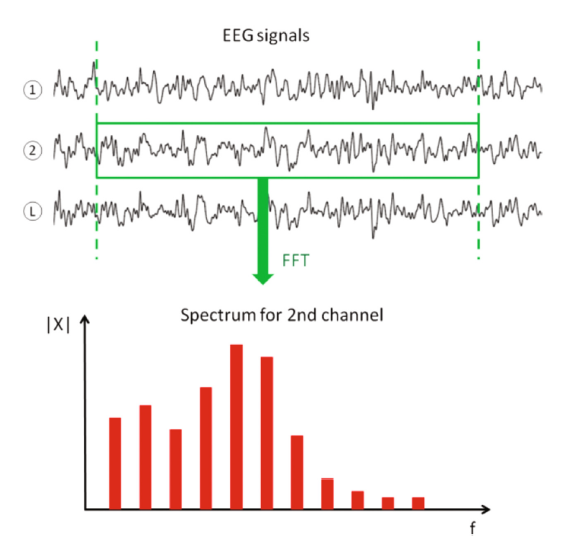 EEG signals
1
2
L
FFT
Spectrum for 2nd channel
|X|
f